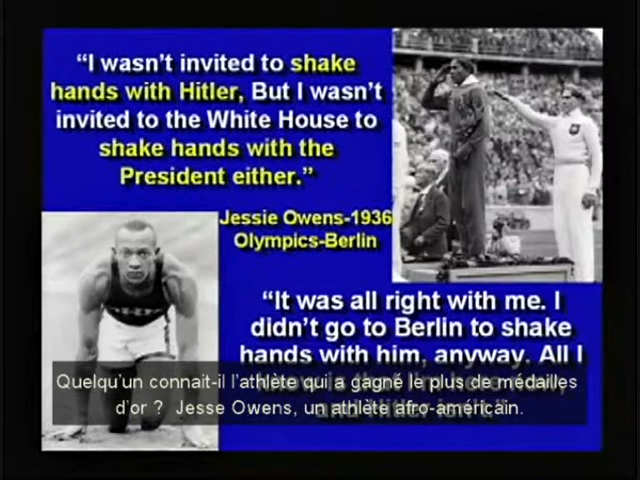 “I wasn’t invited to shake
hands with Hitler, But I wasn’t
invited to the White House to
shake hands with the
President either.”
Jessie Owens-1936
Olympics-Berlin
“It was all right with me. I
didn’t go to Berlin to shake
hands with him, anyway. All I
Quelqu’un connait-il l’athlète qui a gagné le plus de médailles
d’or ? Jesse Owens, un athlète afro-américain.